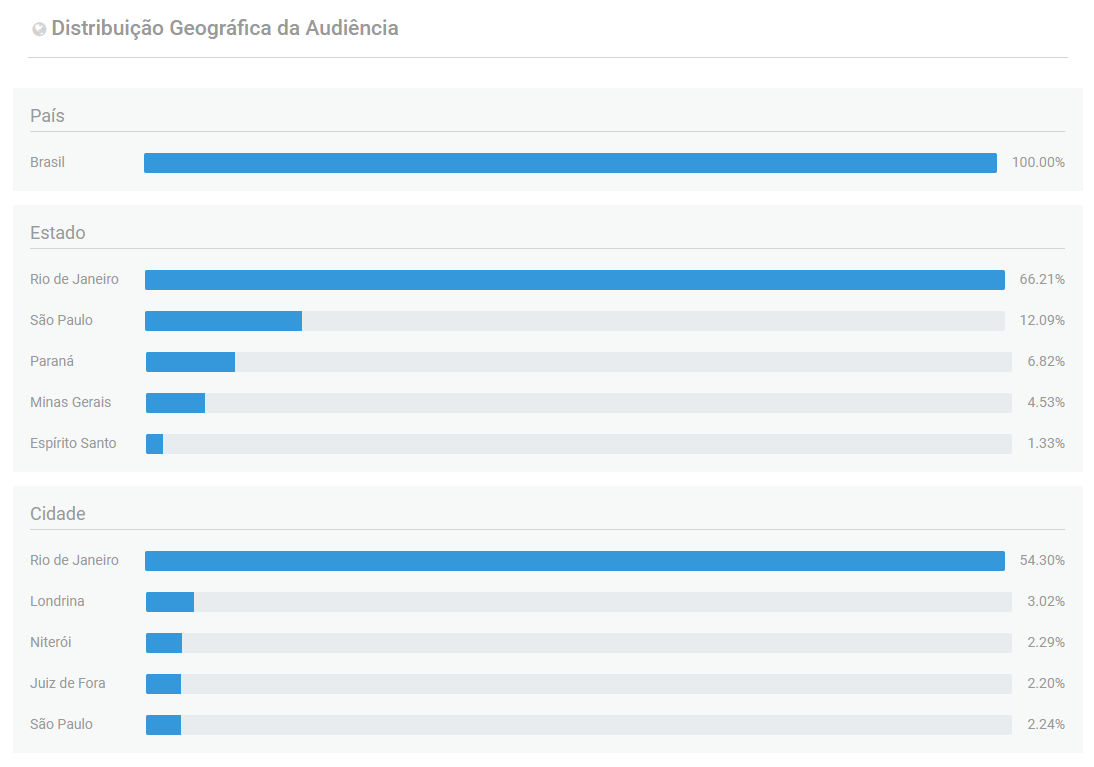 Distribuição Geográfica da Audiência
País
Brasil 100.00%
Estado
Rio de Janeiro 66.21%
São Paulo 12.09%
Paraná 6.82%
Minas Gerais 4.53%
Espírito Santo 1.33%
Cidade
Rio de Janeiro 54.30%
Londrina 3.02%
Niterói 2.29%
Juiz de Fora 2.20%
São Paulo 2.24%